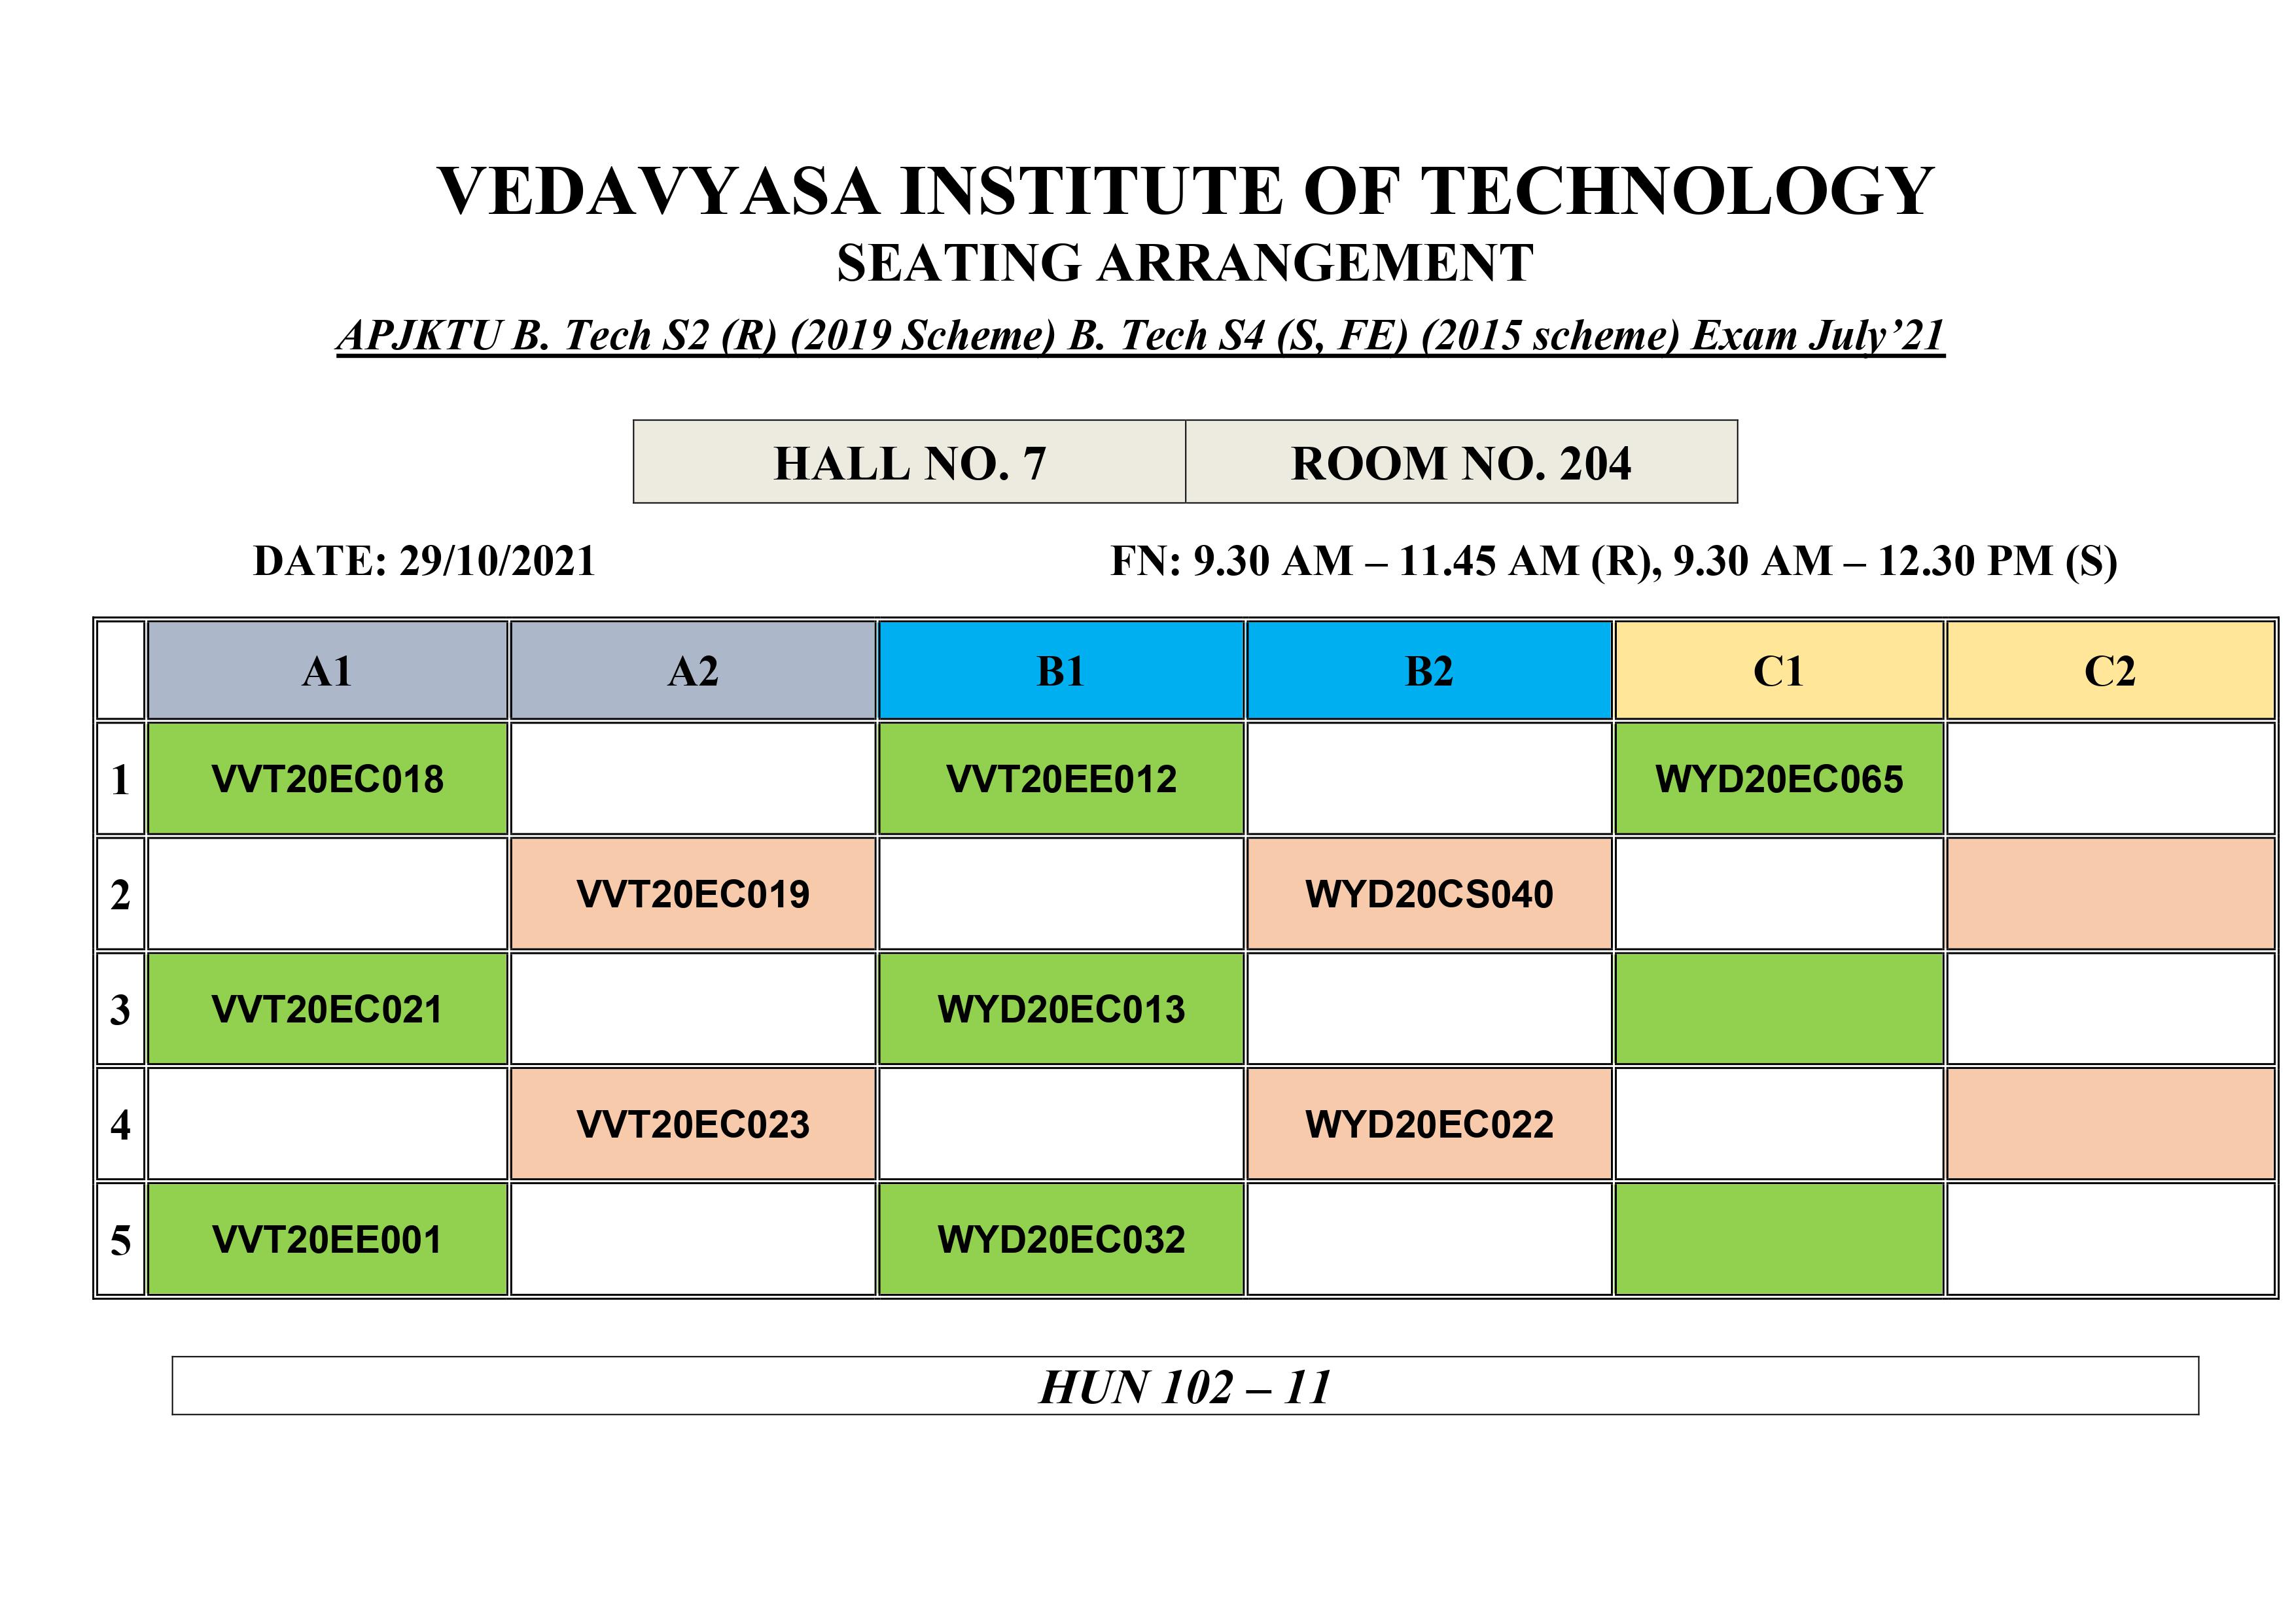 VEDAVYASA INSTITUTE OF TECHNOLOGY
SEATING ARRANGEMENT
APJKTU B. Tech S2 (R) (2019 Scheme) B. Tech S4 (S, FE) (2015 scheme) Exam July’21
HALL NO. 7 ROOM NO. 204
DATE: 29/10/2021 FN: 9.30 AM – 11.45 AM (R), 9.30 AM – 12.30 PM (S)
A1 A2 B1 B2 C1 C2
1 VVT20EC018 VVT20EE012 WYD20EC065
2 VVT20EC019 WYD20CS040
3 VVT20EC021 WYD20EC013
4 VVT20EC023 WYD20EC022
5 VVT20EE001 WYD20EC032
HUN 102 – 11